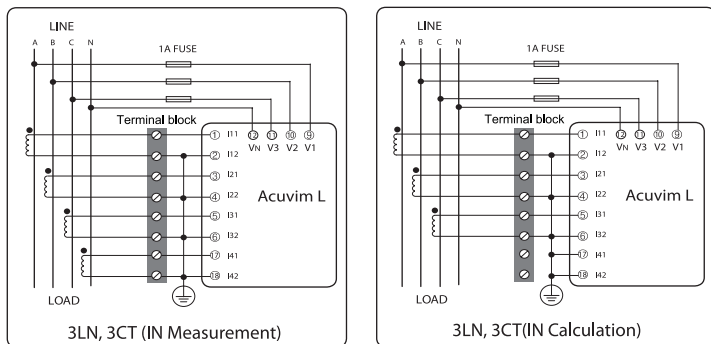 LINE
A B C N
1A FUSE
Terminal block
12 11 10 9
VN V3 V2 V1
1 I11
2 I12
3 I21
4 I22
5 I31
6 I32
17 I41
18 I42
Acuvim L
LOAD
3LN, 3CT (IN Measurement)
LINE
A B C N
1A FUSE
Terminal block
12 11 10 9
VN V3 V2 V1
1 I11
2 I12
3 I21
4 I22
5 I31
6 I32
17 I41
18 I42
Acuvim L
LOAD
3LN, 3CT(IN Calculation)